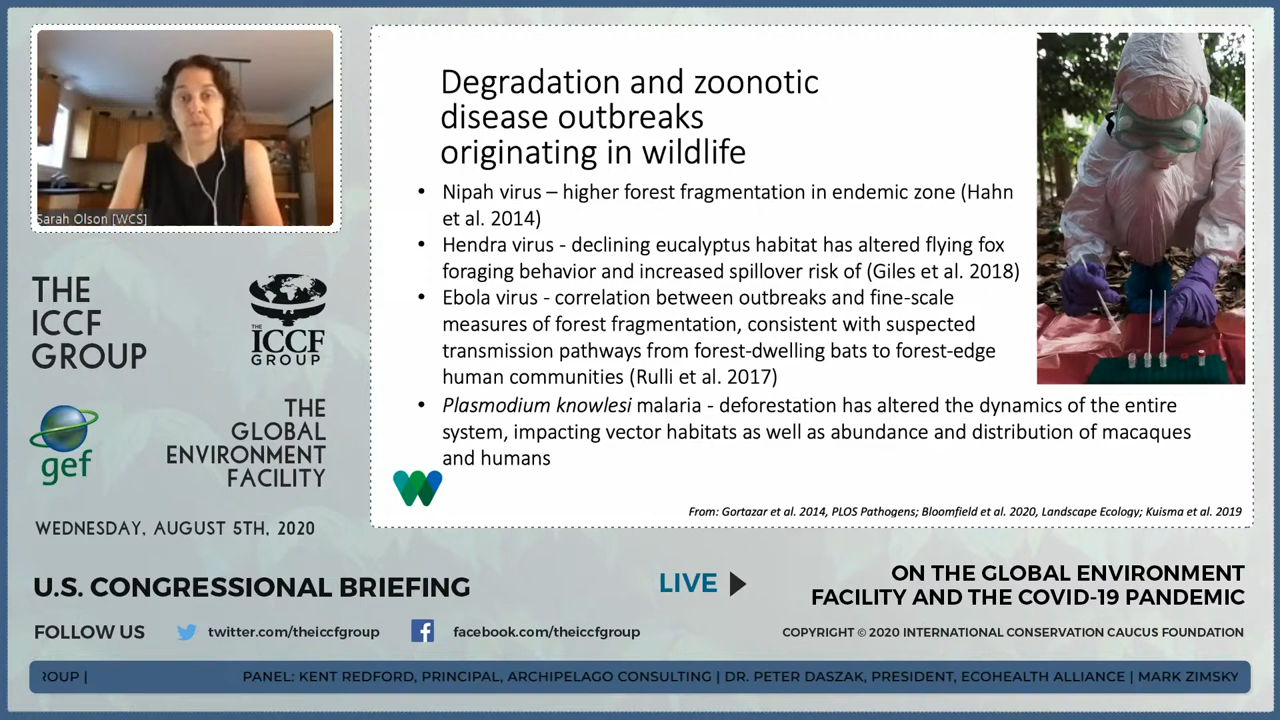 Sarah Olson [WCS]
THE
ICCF
GROUP
THE
ICCF
GROUP
gef
THE
GLOBAL
ENVIRONMENT
FACILITY
WEDNESDAY, AUGUST 5TH, 2020
Degradation and zoonotic
disease outbreaks
originating in wildlife
• Nipah virus – higher forest fragmentation in endemic zone (Hahn
et al. 2014)
• Hendra virus - declining eucalyptus habitat has altered flying fox
foraging behavior and increased spillover risk of (Giles et al. 2018)
• Ebola virus - correlation between outbreaks and fine-scale
measures of forest fragmentation, consistent with suspected
transmission pathways from forest-dwelling bats to forest-edge
human communities (Rulli et al. 2017)
• Plasmodium knowlesi malaria - deforestation has altered the dynamics of the entire
system, impacting vector habitats as well as abundance and distribution of macaques
and humans
From: Gortazar et al. 2014, PLOS Pathogens; Bloomfield et al. 2020, Landscape Ecology; Kuisma et al. 2019
U.S. CONGRESSIONAL BRIEFING
LIVE
ON THE GLOBAL ENVIRONMENT
FACILITY AND THE COVID-19 PANDEMIC
FOLLOW US
twitter.com/theiccfgroup
facebook.com/theiccfgroup
COPYRIGHT © 2020 INTERNATIONAL CONSERVATION CAUCUS FOUNDATION
ROUP | PANEL: KENT REDFORD, PRINCIPAL, ARCHIPELAGO CONSULTING | DR. PETER DASZAK, PRESIDENT, ECOHEALTH ALLIANCE | MARK ZIMSKY